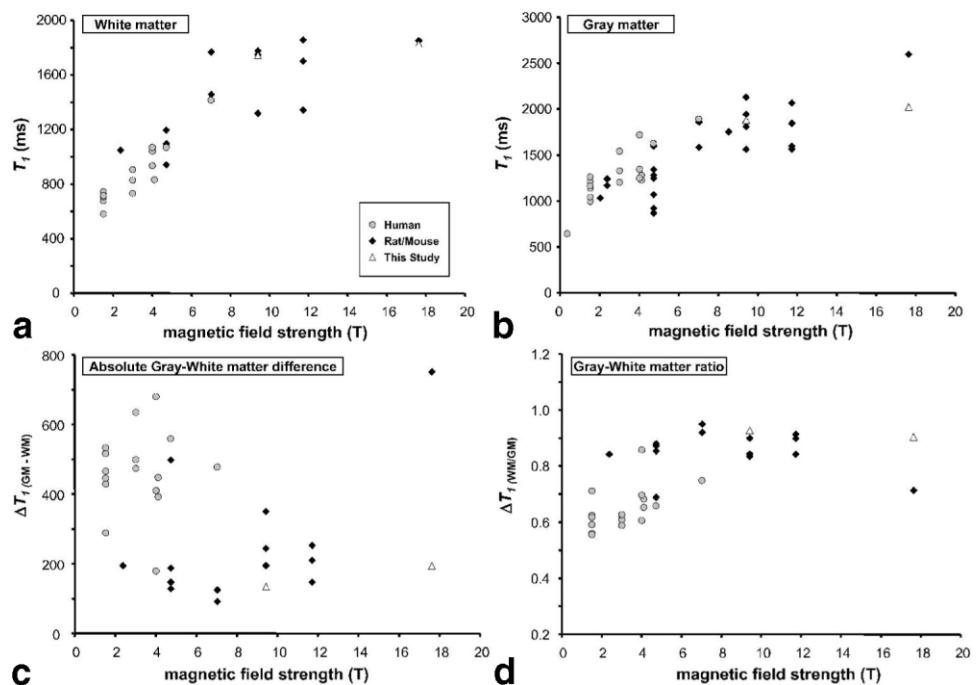 White matter
2000
1600
1200
800
400
0
T1 (ms)
0 2 4 6 8 10 12 14 16 18 20
magnetic field strength (T)
Human
Rat/Mouse
This Study
a
Gray matter
3000
2500
2000
1500
1000
500
0
T1 (ms)
0 2 4 6 8 10 12 14 16 18 20
magnetic field strength (T)
b
Absolute Gray-White matter difference
800
600
400
200
0
ΔT1 (GM - WM)
0 2 4 6 8 10 12 14 16 18 20
magnetic field strength (T)
c
Gray-White matter ratio
1.2
1.0
0.8
0.6
0.4
0.2
ΔT1 (WM/GM)
0 2 4 6 8 10 12 14 16 18 20
magnetic field strength (T)
d